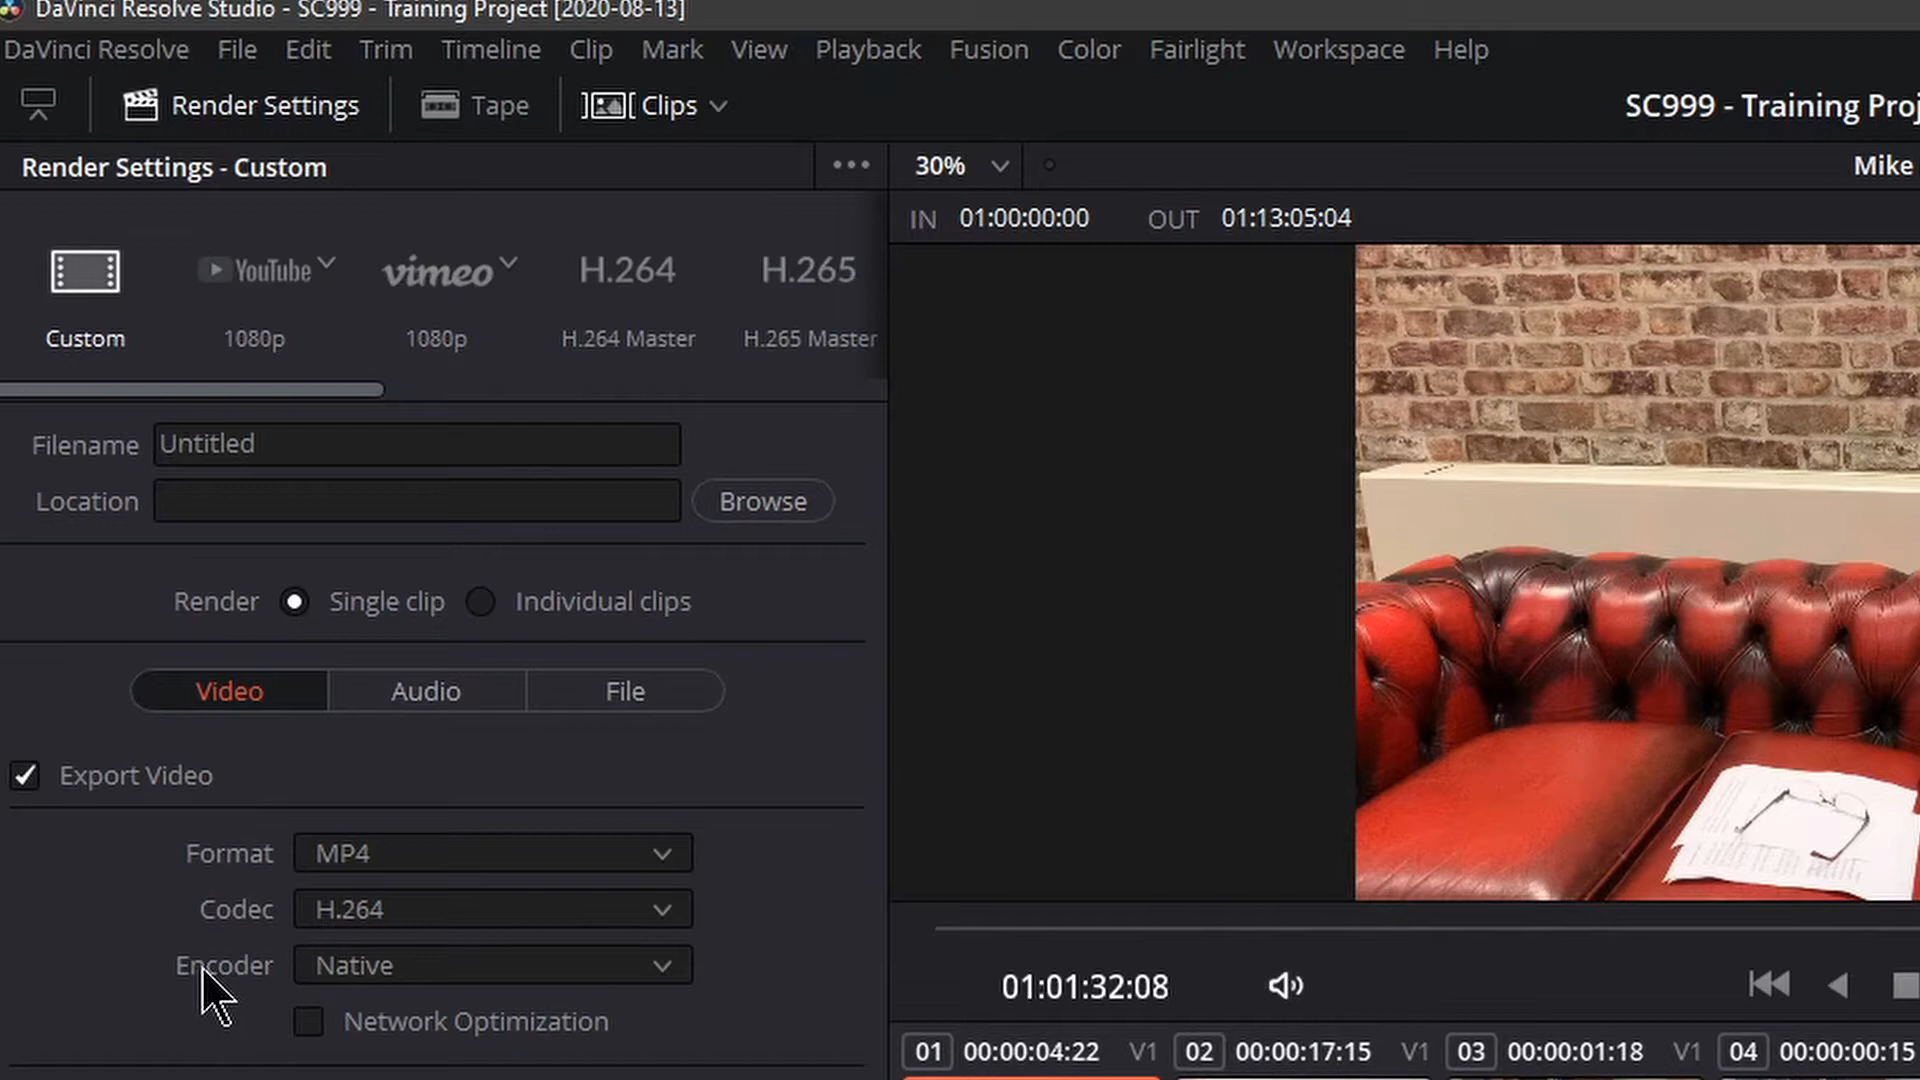 DaVinci Resolve Studio - SC999 - Training Project [2020-08-13]
DaVinci Resolve File Edit Trim Timeline Clip Mark View Playback Fusion Color Fairlight Workspace Help
Render Settings Tape Clips SC999 - Training Proj
Render Settings - Custom 30% Mike
IN 01:00:00:00 OUT 01:13:05:04
YouTube vimeo H.264 H.265
Custom 1080p 1080p H.264 Master H.265 Master
Filename Untitled
Location Browse
Render Single clip Individual clips
Video Audio File
Export Video
Format MP4
Codec H.264
Encoder Native
01:01:32:08
Network Optimization
01 00:00:04:22 V1 02 00:00:17:15 V1 03 00:00:01:18 V1 04 00:00:00:15